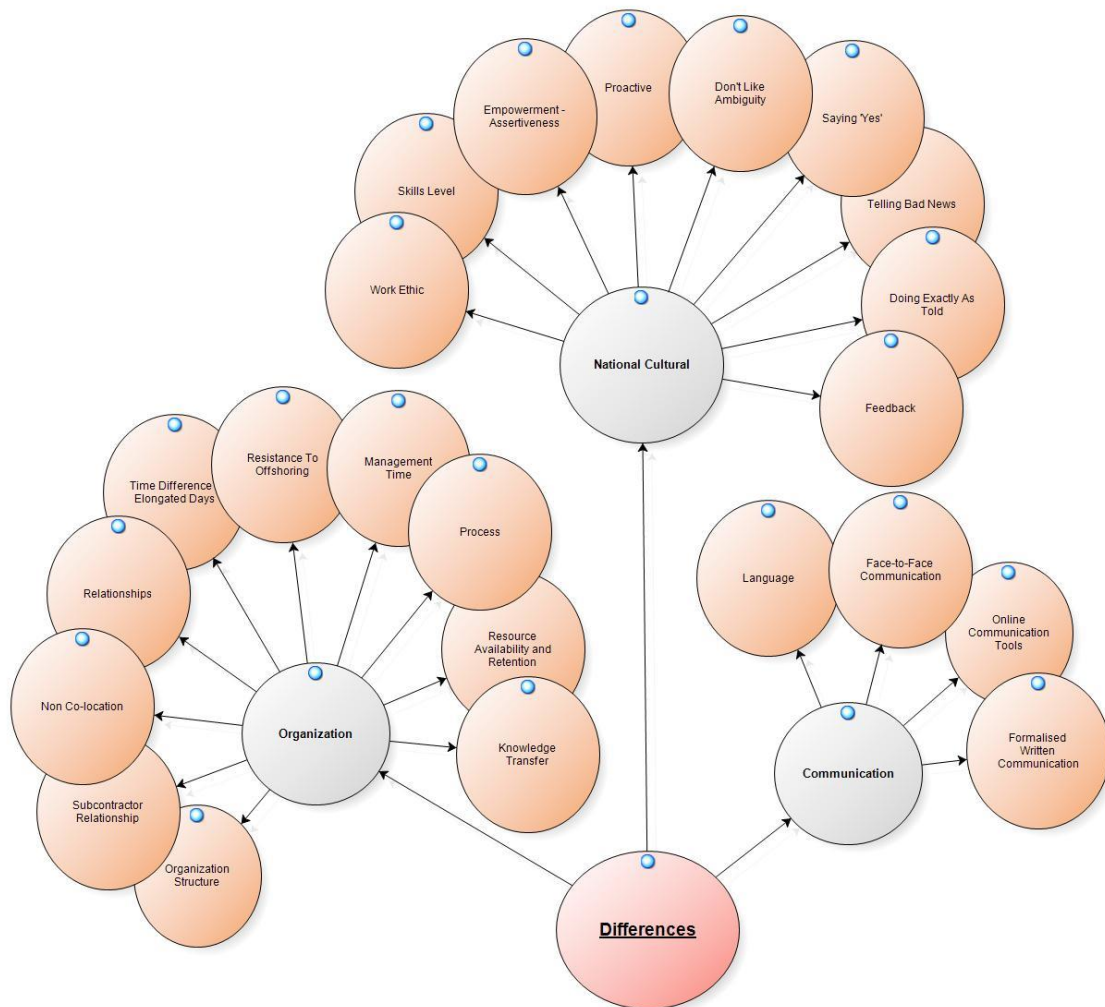 Proactive
Don't Like
Ambiguity
Empowerment -
Assertiveness
Saying 'Yes'
Skills Level
Telling Bad News
Work Ethic
Doing Exactly As
Told
National Cultural
Feedback
Resistance To
Offshoring
Management
Time
Time Difference
Elongated Days
Process
Relationships
Language
Face-to-Face
Communication
Online
Communication
Tools
Resource
Availability and
Retention
Non Co-location
Organization
Knowledge
Transfer
Communication
Formalised
Written
Communication
Subcontractor
Relationship
Organization
Structure
Differences